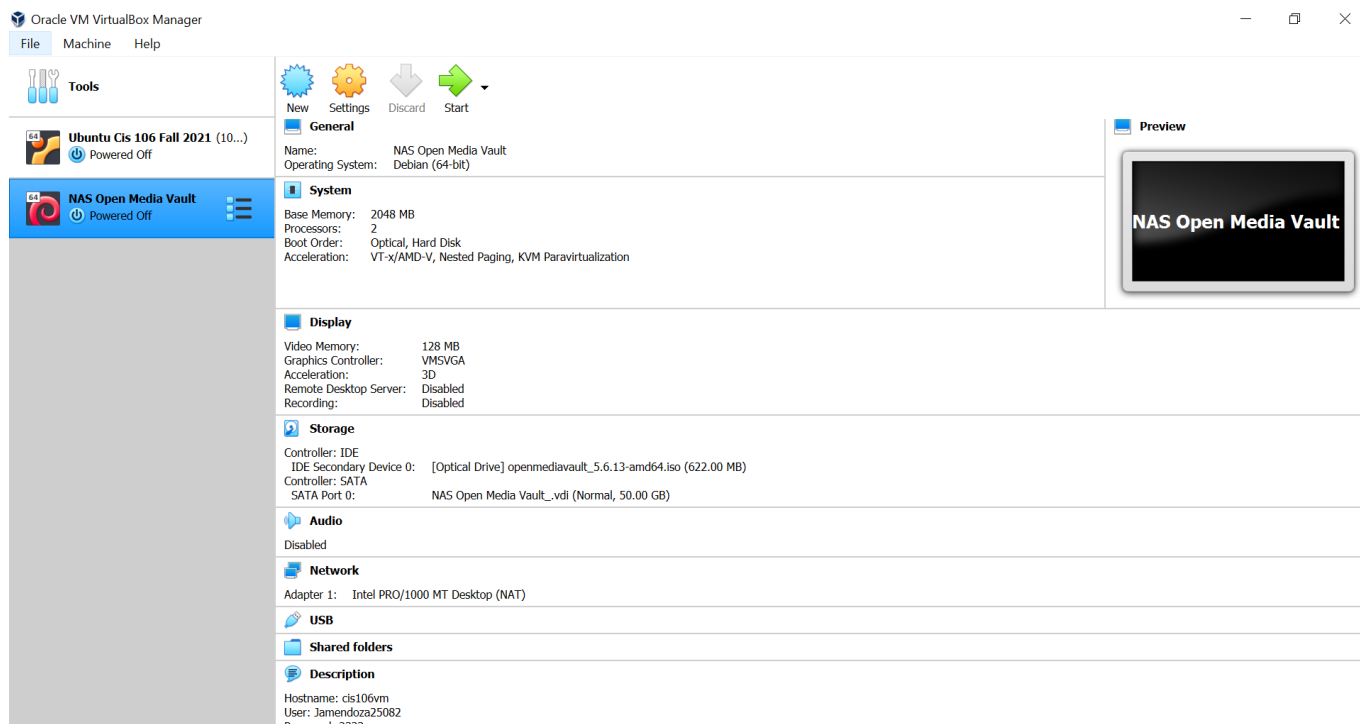 Oracle VM VirtualBox Manager
File Machine Help
Tools
New Settings Discard Start
64
Ubuntu Cis 106 Fall 2021 (10...)
Powered Off
64
NAS Open Media Vault
Powered Off
General
Name: NAS Open Media Vault
Operating System: Debian (64-bit)
System
Base Memory: 2048 MB
Processors: 2
Boot Order: Optical, Hard Disk
Acceleration: VT-x/AMD-V, Nested Paging, KVM Paravirtualization
Preview
NAS Open Media Vault
Display
Video Memory: 128 MB
Graphics Controller: VMSVGA
Acceleration: 3D
Remote Desktop Server: Disabled
Recording: Disabled
Storage
Controller: IDE
IDE Secondary Device 0: [Optical Drive] openmediavault_5.6.13-amd64.iso (622.00 MB)
Controller: SATA
SATA Port 0: NAS Open Media Vault_.vdi (Normal, 50.00 GB)
Audio
Disabled
Network
Adapter 1: Intel PRO/1000 MT Desktop (NAT)
USB
Shared folders
Description
Hostname: cis106vm
User: Jamendoza25082